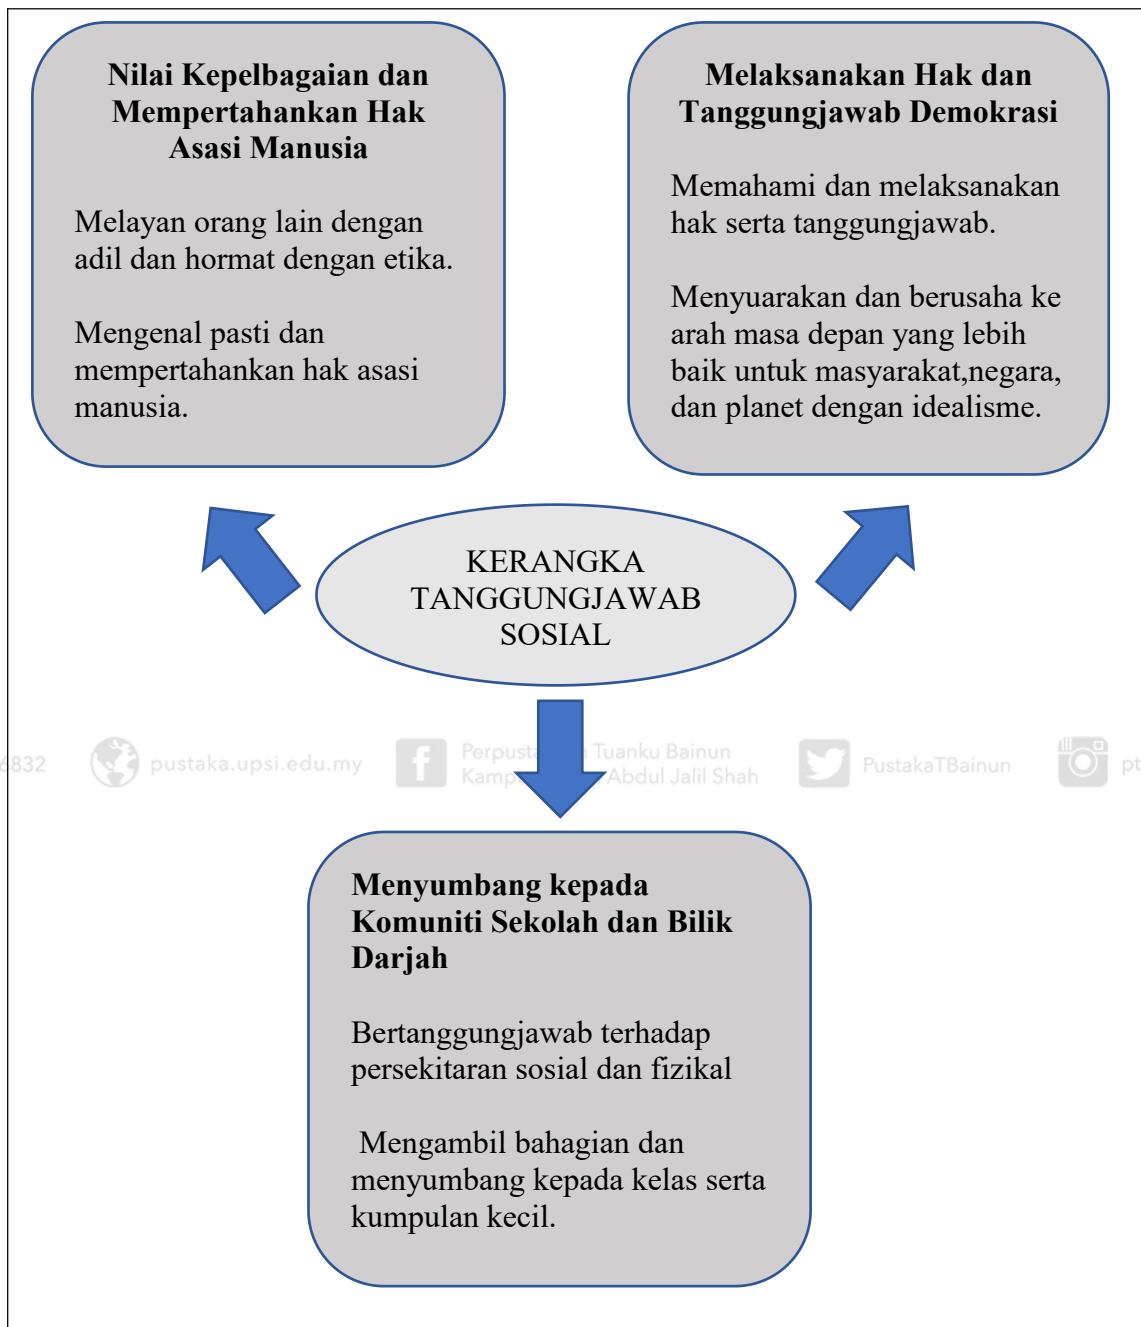 Nilai Kepelbagaian dan
Mempertahankan Hak
Asasi Manusia
Melayan orang lain dengan
adil dan hormat dengan etika.
Mengenal pasti dan
mempertahankan hak asasi
manusia.
Melaksanakan Hak dan
Tanggungjawab Demokrasi
Memahami dan melaksanakan
hak serta tanggungjawab.
Menyuarakan dan berusaha ke
arah masa depan yang lebih
baik untuk masyarakat,negara,
dan planet dengan idealisme.
KERANGKA
TANGGUNGJAWAB
SOSIAL
6832
pustaka.upsi.edu.my
f
Tuanku Bainun
Abdul Jalil Shah
PustakaTBainun
pt
Menyumbang kepada
Komuniti Sekolah dan Bilik
Darjah
Bertanggungjawab terhadap
persekitaran sosial dan fizikal
Mengambil bahagian dan
menyumbang kepada kelas serta
kumpulan kecil.